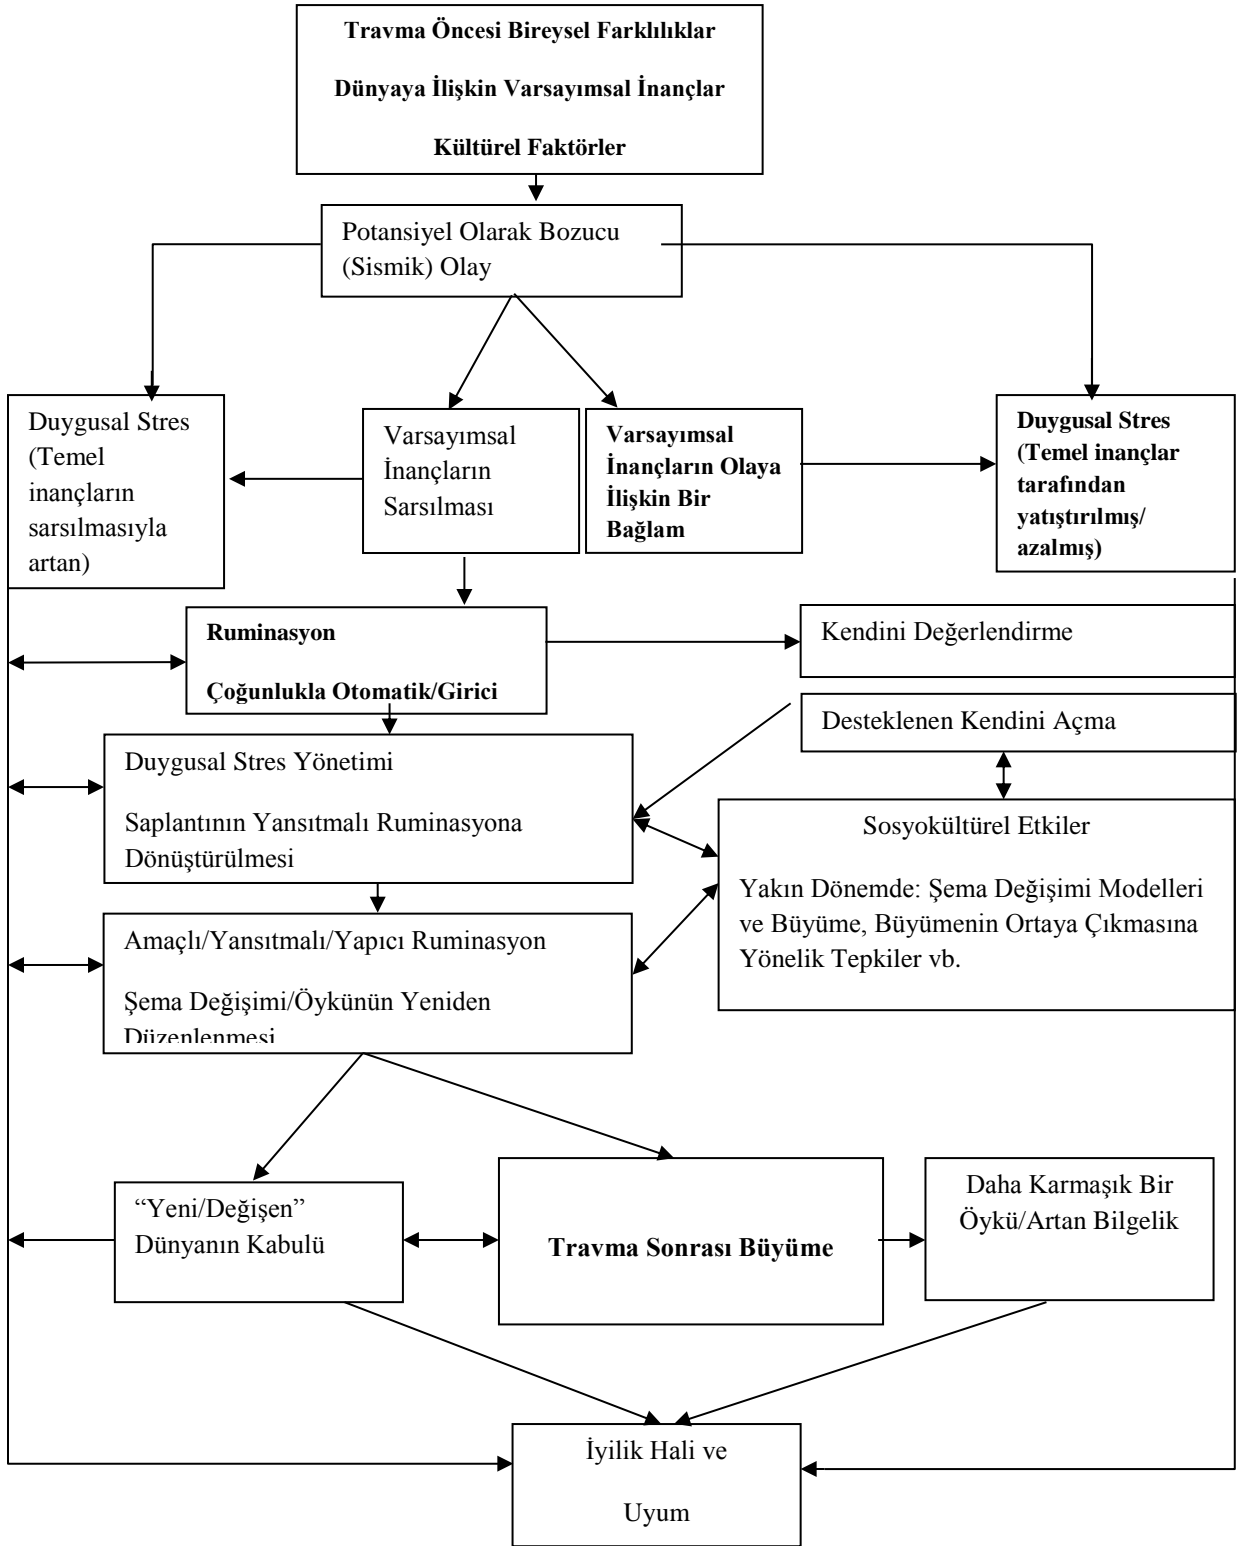 Travma Öncesi Bireysel Farklılıklar
Dünyaya İlişkin Varsayımsal İnançlar
Kültürel Faktörler
Potansiyel Olarak Bozucu
(Sismik) Olay
Duygusal Stres
(Temel
inançların
sarsılmasıyla
artan)
Varsayımsal
İnançların
Sarsılması
Varsayımsal
İnançların Olaya
İlişkin Bir
Bağlam
Duygusal Stres
(Temel inançlar
tarafından
yatıştırılmış/
azalmış)
Ruminasyon
Çoğunlukla Otomatik/Girici
Kendini Değerlendirme
Desteklenen Kendini Açma
Duygusal Stres Yönetimi
Saplantının Yansıtmalı Ruminasyona
Dönüştürülmesi
Sosyokültürel Etkiler
Yakın Dönemde: Şema Değişimi Modelleri
ve Büyüme, Büyümenin Ortaya Çıkmasına
Yönelik Tepkiler vb.
Amaçlı/Yansıtmalı/Yapıcı Ruminasyon
Şema Değişimi/Öykünün Yeniden
Düzenlenmesi
“Yeni/Değişen”
Dünyanın Kabulü
Travma Sonrası Büyüme
Daha Karmaşık Bir
Öykü/Artan Bilgelik
İyilik Hali ve
Uyum